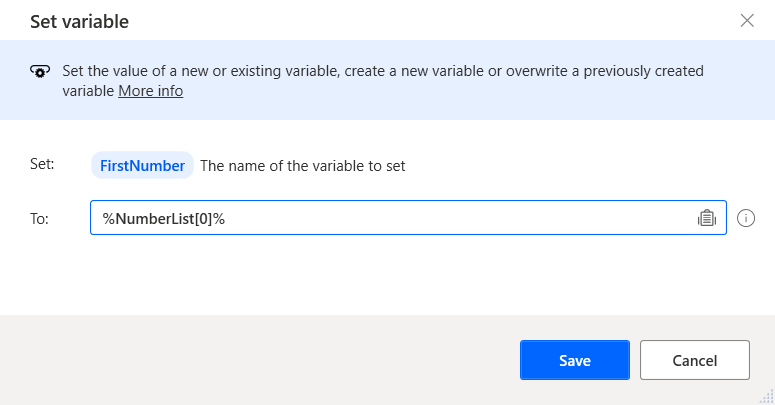 Set variable
Set the value of a new or existing variable, create a new variable or overwrite a previously created
variable More info
Set: FirstNumber The name of the variable to set
To: %NumberList[0]%
Save Cancel